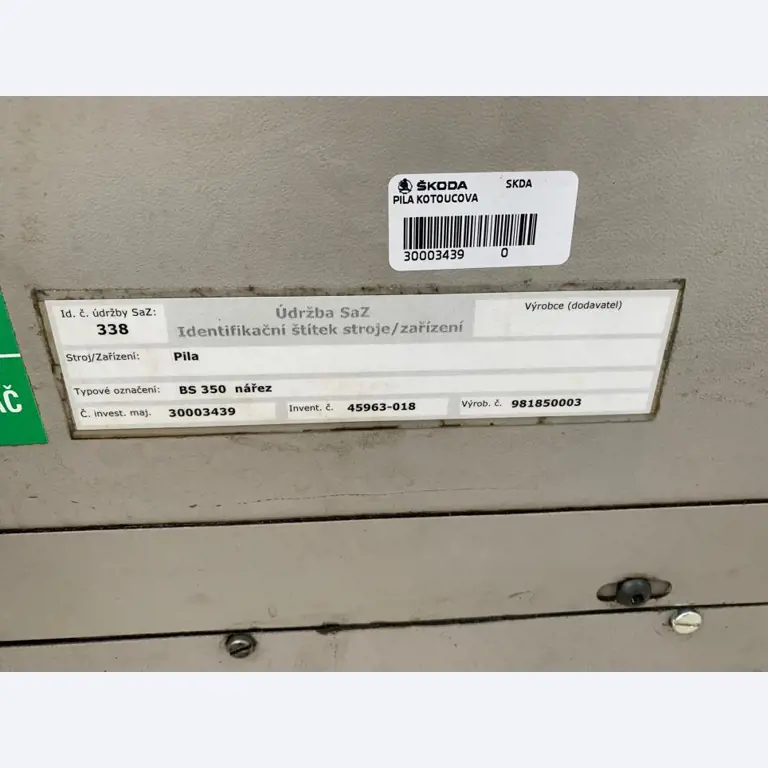 ŠKODA SKDA
PILA KOTOUCOVA
30003439 0
Id. č. údržby SaZ:
338
Údržba SaZ
Identifikační štítek stroje/zařízení
Výrobce (dodavatel)
Stroj/Zařízení: Pila
Typové označení: BS 350 nářez
Č. invest. maj. 30003439 Invent. č. 45963-018 Výrob. č. 981850003
AČ